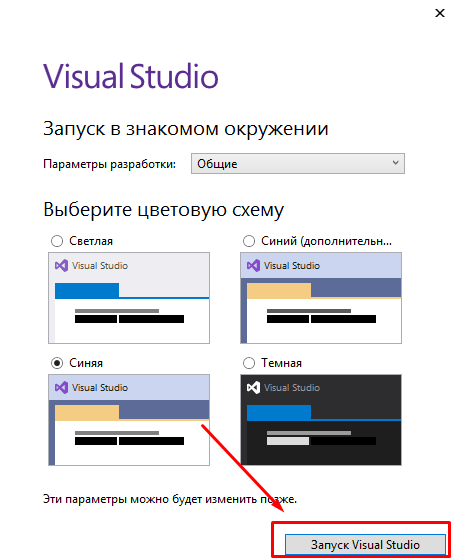 Visual Studio
Запуск в знакомом окружении
Параметры разработки: Общие
Выберите цветовую схему
Светлая
Синий (дополнительн...
Visual Studio
Visual Studio
Синяя
Темная
Visual Studio
Visual Studio
Эти параметры можно будет изменить позже.
Запуск Visual Studio